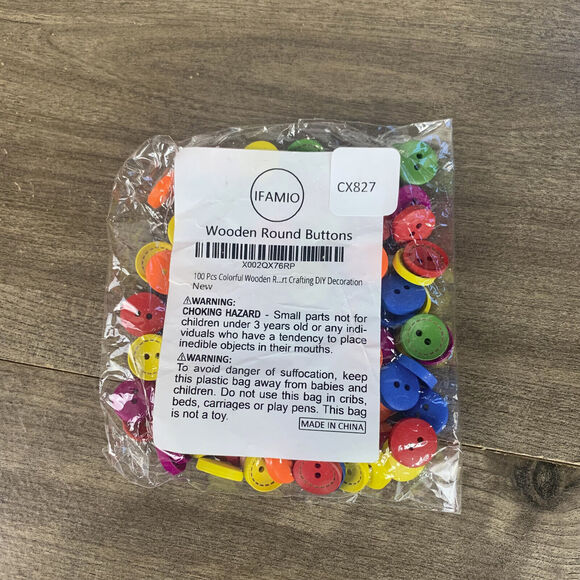 IFAMIO
CX827
Wooden Round Buttons
X002QX76RP
100 Pcs Colorful Wooden R...rt Crafting DIY Decoration
New
⚠WARNING:
CHOKING HAZARD - Small parts not for
children under 3 years old or any indi-
viduals who have a tendency to place
inedible objects in their mouths.
⚠WARNING:
To avoid danger of suffocation, keep
this plastic bag away from babies and
children. Do not use this bag in cribs,
beds, carriages or play pens. This bag
is not a toy.
MADE IN CHINA